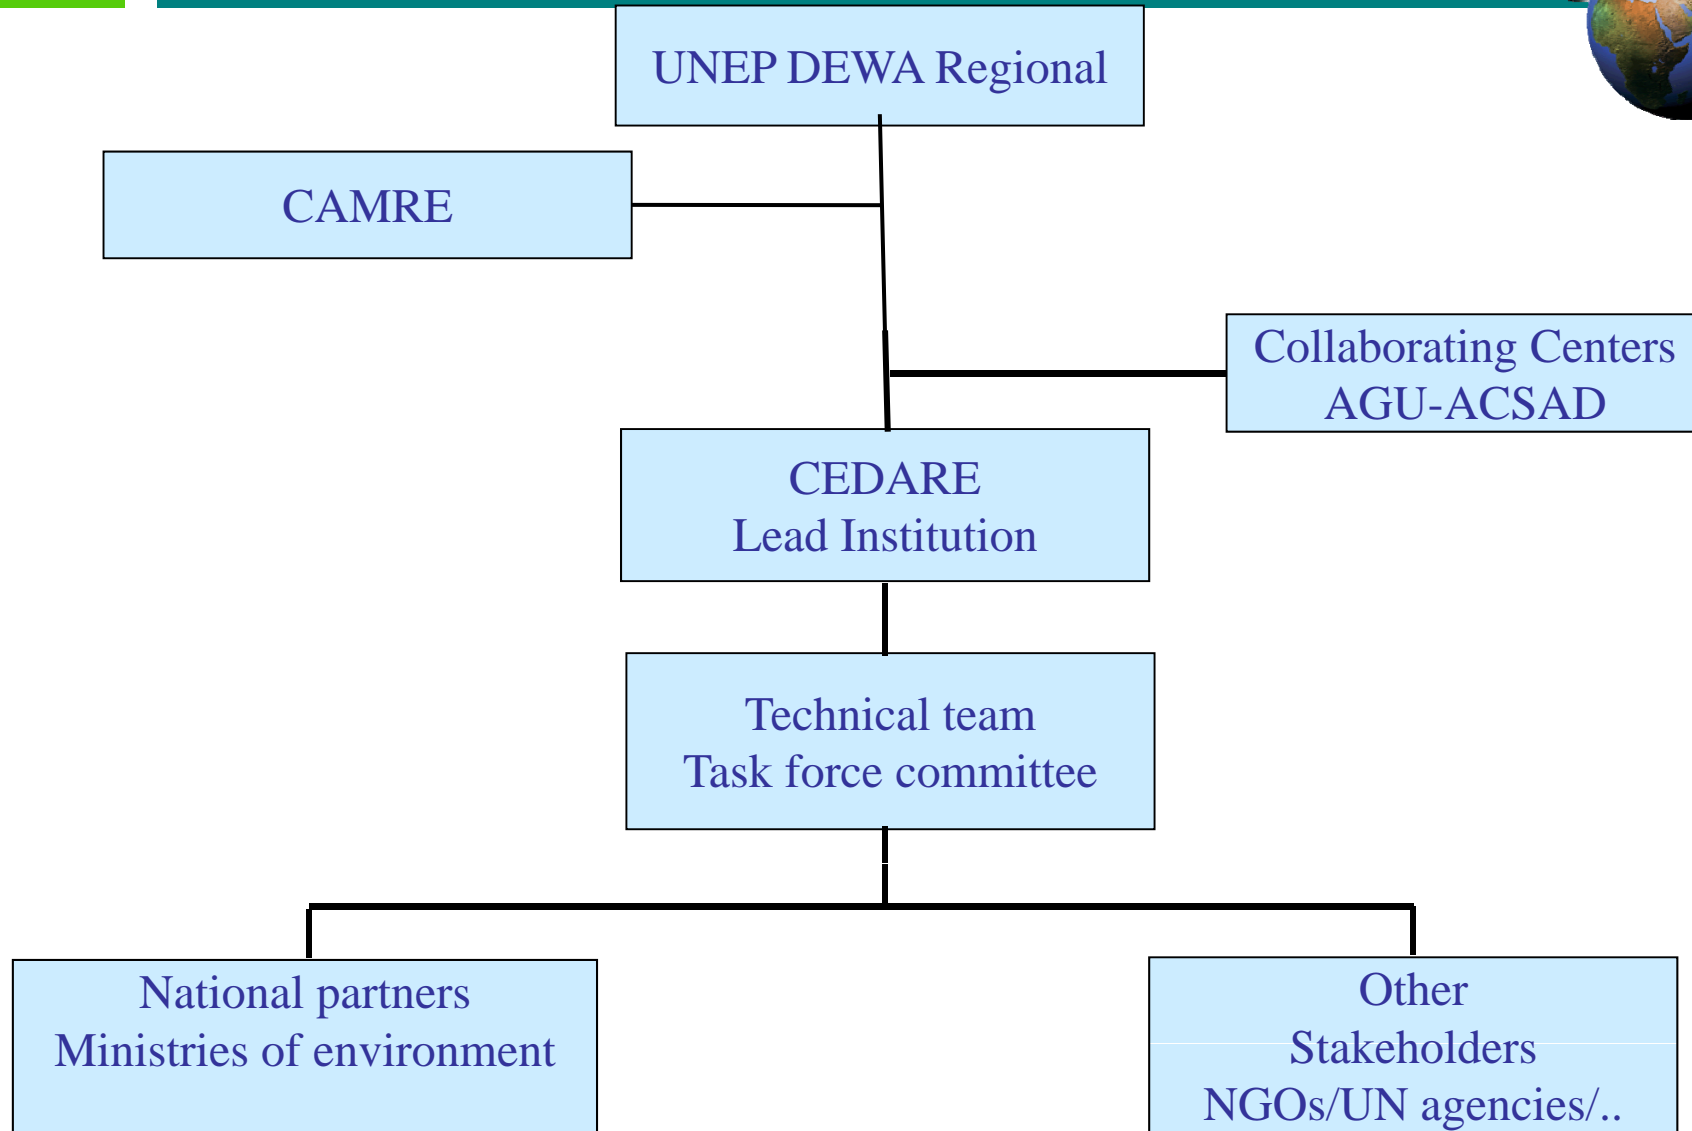 UNEP DEWA Regional
CAMRE
Collaborating Centers
AGU-ACSAD
CEDARE
Lead Institution
Technical team
Task force committee
National partners
Ministries of environment
Other
Stakeholders
NGOs/UN agencies/..